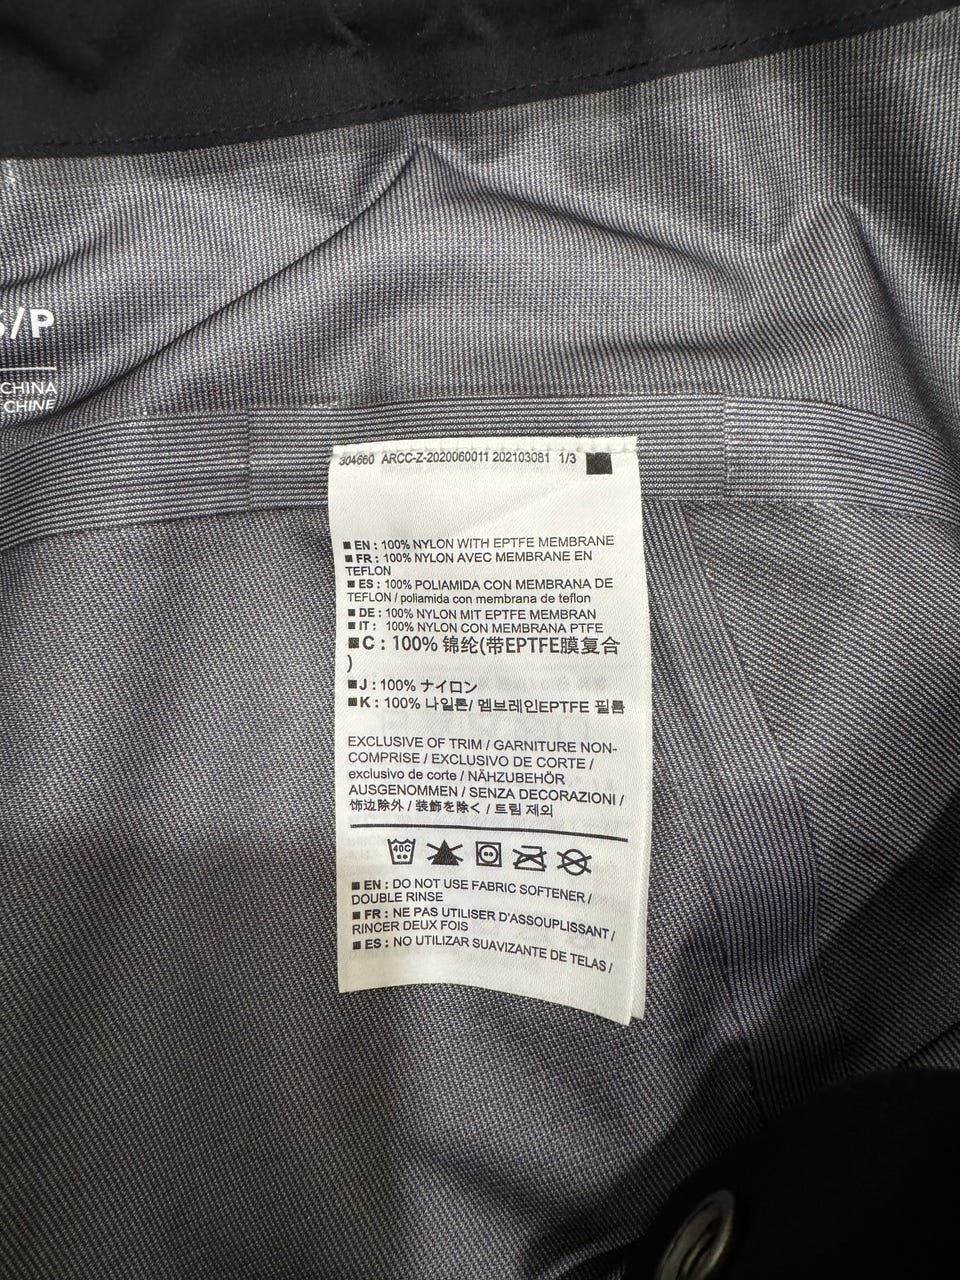 S/P
CHINA
CHINE
304660 ARCC-Z-2020060011 202103081 1/3
EN : 100% NYLON WITH EPTFE MEMBRANE
FR : 100% NYLON AVEC MEMBRANE EN
TEFLON
ES : 100% POLIAMIDA CON MEMBRANA DE
TEFLON / poliamida con membrana de teflon
DE : 100% NYLON MIT EPTFE MEMBRAN
IT : 100% NYLON CON MEMBRANA PTFE
C : 100% 锦纶(带EPTFE膜复合
)
J : 100% ナイロン
K : 100% 나일론/ 멤브레인EPTFE 필름
EXCLUSIVE OF TRIM / GARNITURE NON-
COMPRISE / EXCLUSIVO DE CORTE /
exclusivo de corte / NÄHZUBEHÖR
AUSGENOMMEN / SENZA DECORAZIONI /
饰边除外 / 装飾を除く / 트림 제외
40C
EN : DO NOT USE FABRIC SOFTENER /
DOUBLE RINSE
FR : NE PAS UTILISER D'ASSOUPLISSANT /
RINCER DEUX FOIS
ES : NO UTILIZAR SUAVIZANTE DE TELAS /